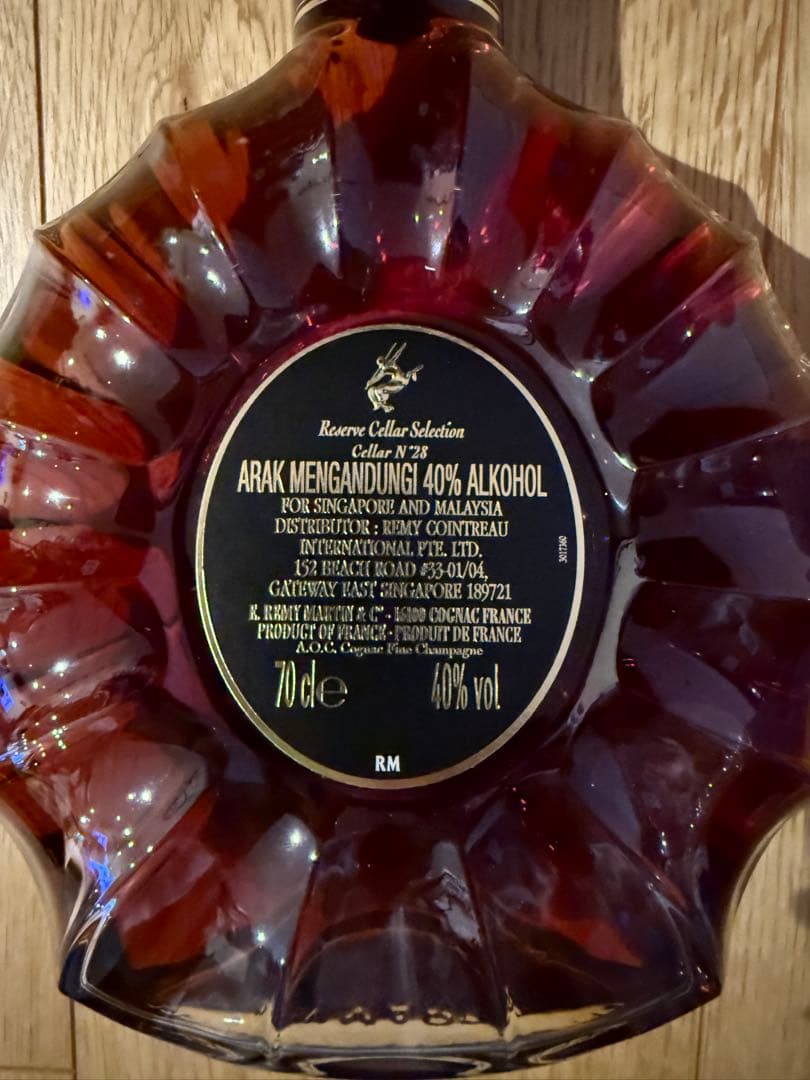 Reserve Cellar Selection
Cellar N°28
ARAK MENGANDUNGI 40% ALKOHOL
FOR SINGAPORE AND MALAYSIA
DISTRIBUTOR : REMY COINTREAU
INTERNATIONAL PTE. LTD.
152 BEACH ROAD #33-01/04,
GATEWAY EAST SINGAPORE 189721
E. REMY MARTIN & Cº - 16100 COGNAC FRANCE
PRODUCT OF FRANCE - PRODUIT DE FRANCE
A.O.C. Cognac Fine Champagne
70 cl e 40% vol
RM
3017360